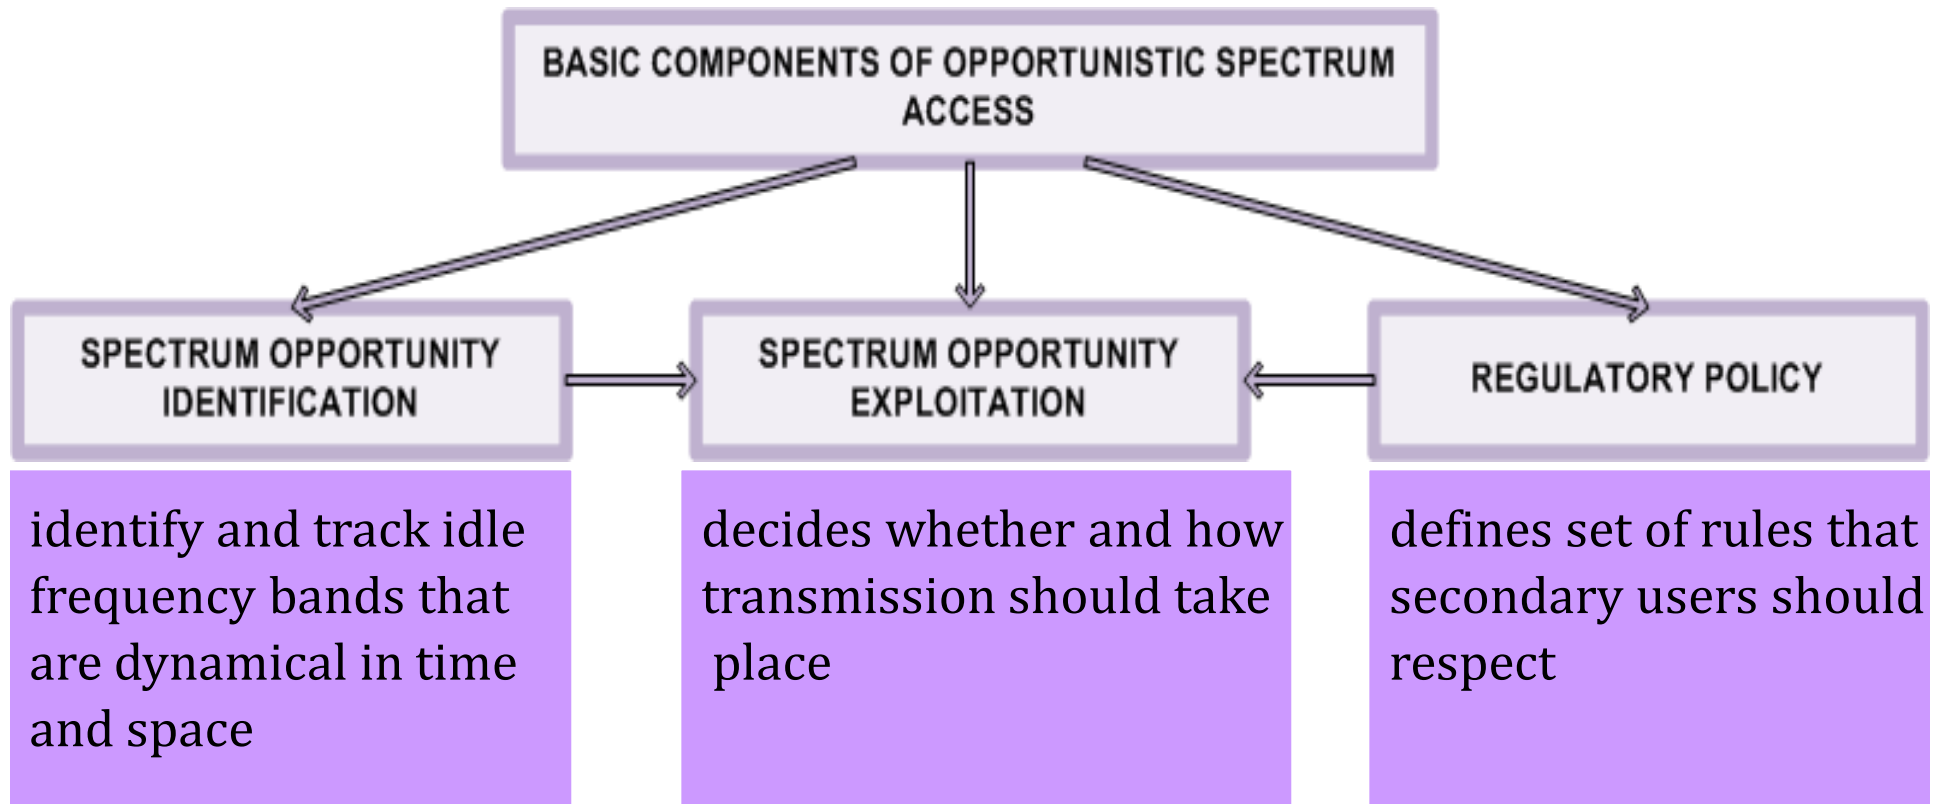 BASIC COMPONENTS OF OPPORTUNISTIC SPECTRUM
ACCESS
SPECTRUM OPPORTUNITY
IDENTIFICATION
SPECTRUM OPPORTUNITY
EXPLOITATION
REGULATORY POLICY
identify and track idle
frequency bands that
are dynamical in time
and space
decides whether and how
transmission should take
place
defines set of rules that
secondary users should
respect